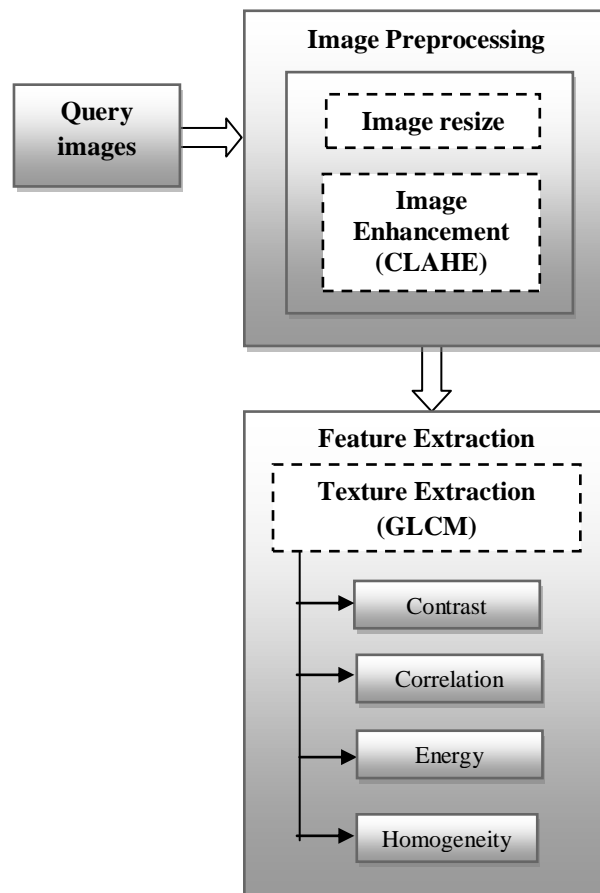 Image Preprocessing
Query
images
Image resize
Image
Enhancement
(CLAHE)
Feature Extraction
Texture Extraction
(GLCM)
Contrast
Correlation
Energy
Homogeneity